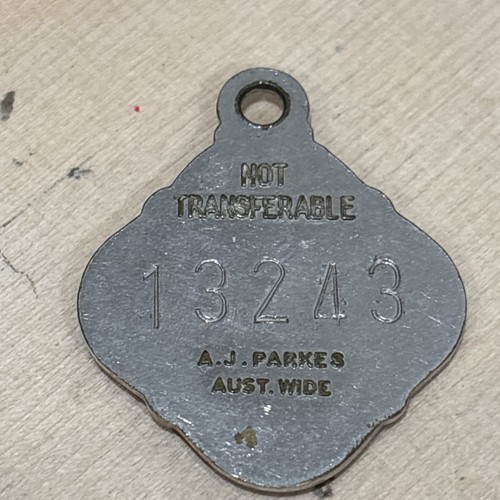 NOT
TRANSFERABLE
13243
A.J. PARKES
AUST. WIDE